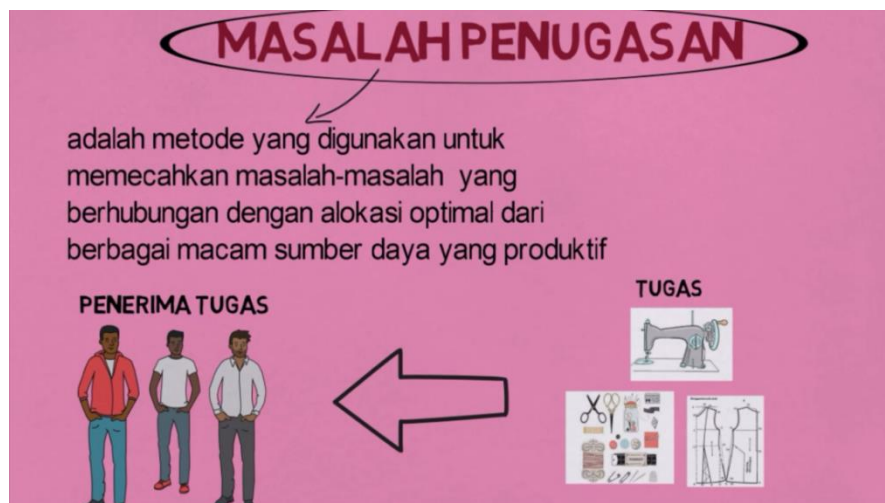 MASALAH PENUGASAN
adalah metode yang digunakan untuk
memecahkan masalah-masalah yang
berhubungan dengan alokasi optimal dari
berbagai macam sumber daya yang produktif
PENERIMA TUGAS
TUGAS